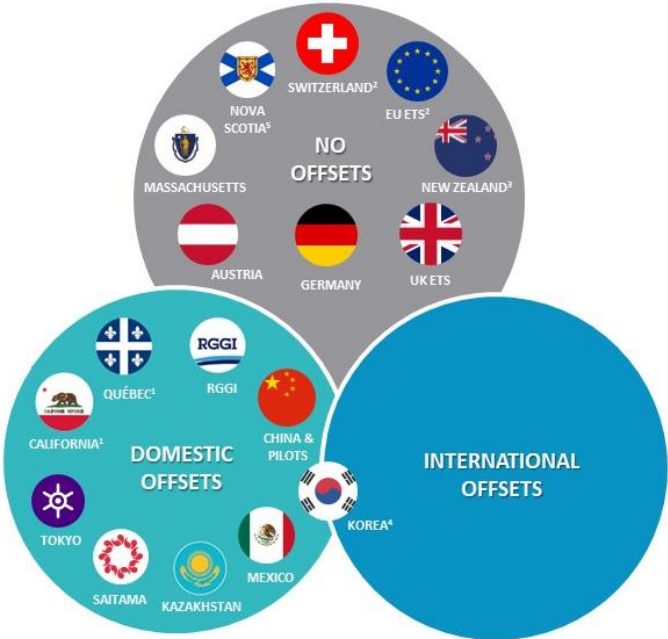 SWITZERLAND²
NOVA
SCOTIA⁵
EU ETS²
NO
OFFSETS
MASSACHUSETTS
NEW ZEALAND³
AUSTRIA
GERMANY
UK ETS
QUÉBEC¹
RGGI
RGGI
CALIFORNIA¹
CHINA &
PILOTS
DOMESTIC
OFFSETS
INTERNATIONAL
OFFSETS
TOKYO
KOREA⁴
MEXICO
SAITAMA
KAZAKHSTAN